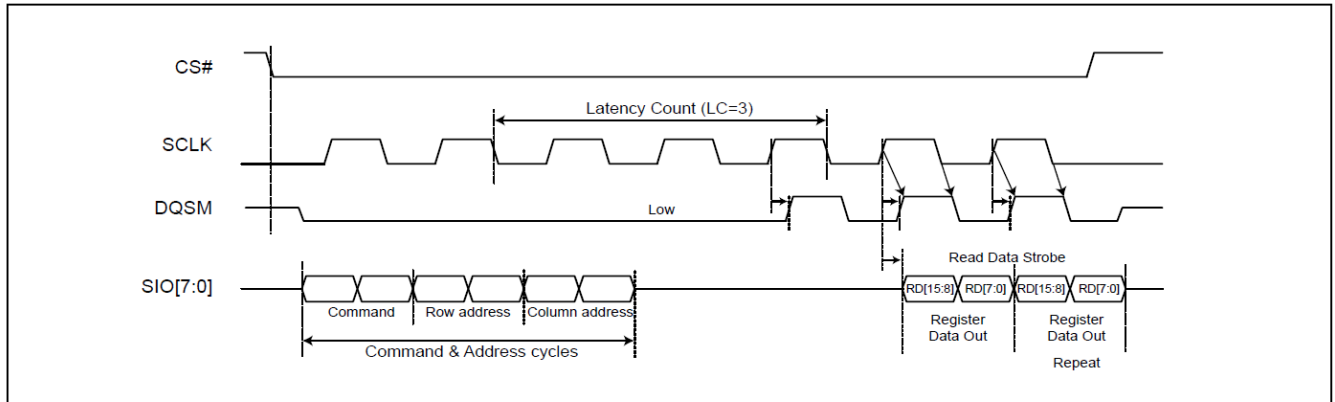 CS#
Latency Count (LC=3)
SCLK
DQSM
Low
Read Data Strobe
SIO[7:0]
RD[15:8] RD[7:0] RD[15:8] RD[7:0]
Command Row address Column address
Register Data Out
Register Data Out
Command & Address cycles
Repeat